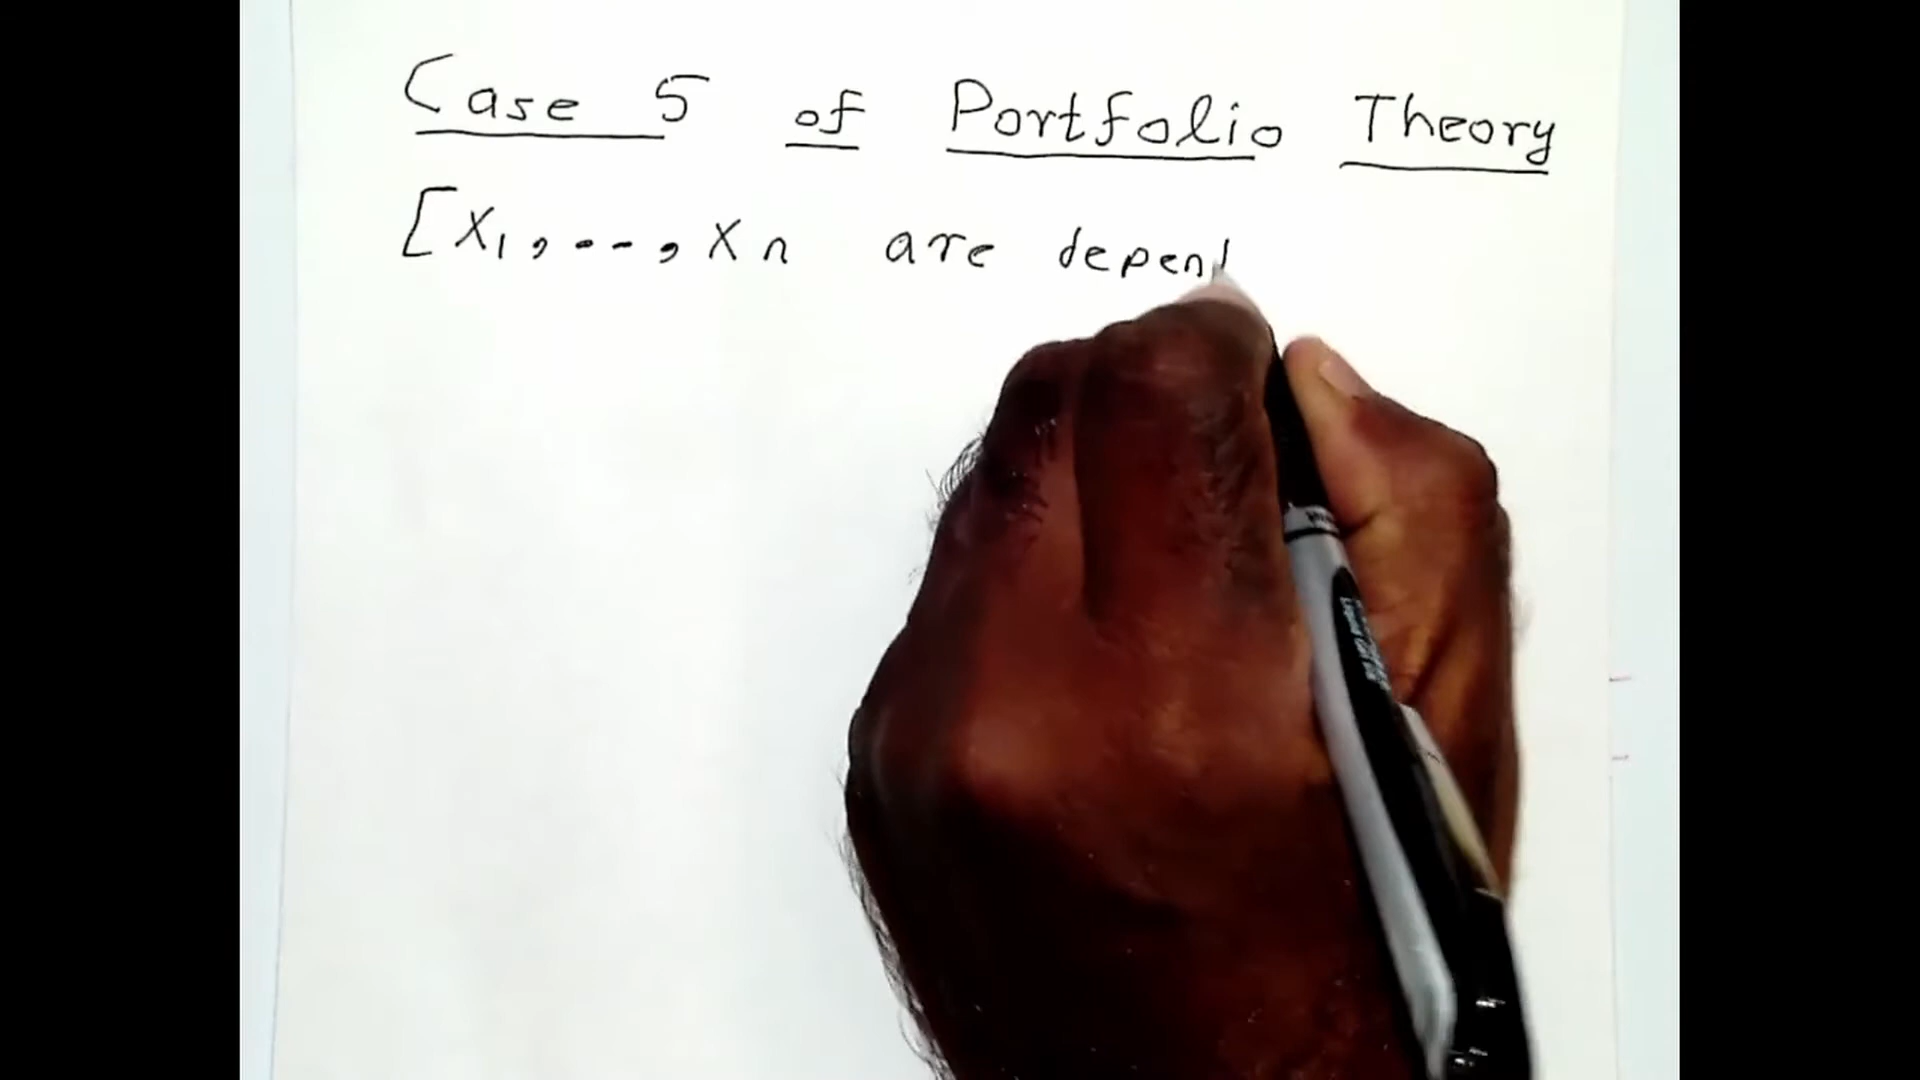 Case 5 of Portfolio Theory
[X1, ---, Xn are depen